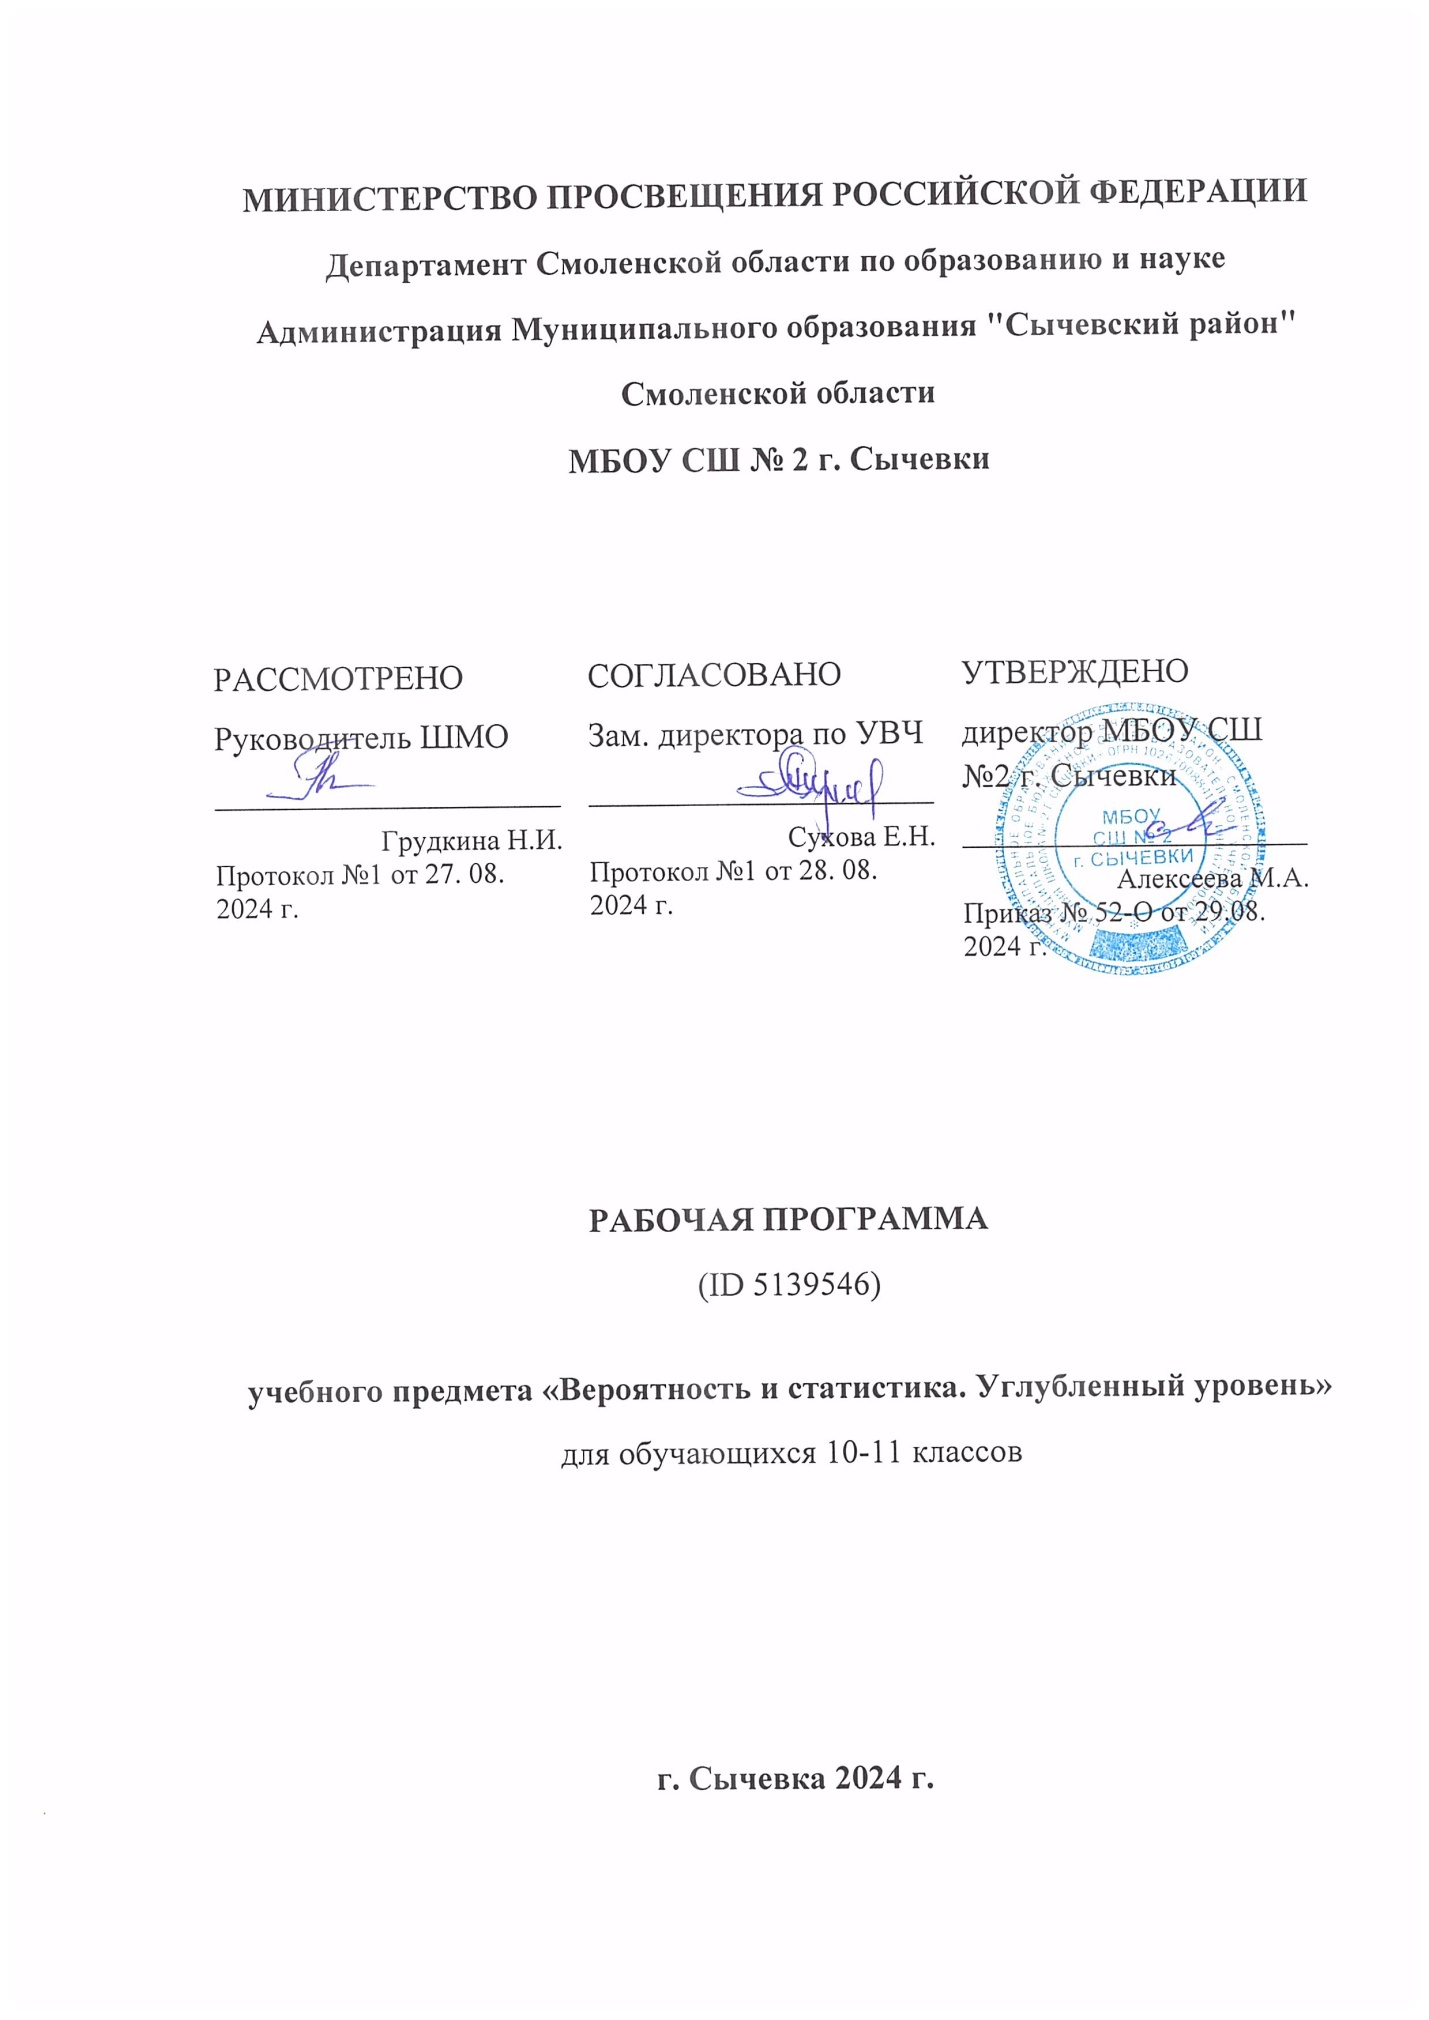 МИНИСТЕРСТВО ПРОСВЕЩЕНИЯ РОССИЙСКОЙ ФЕДЕРАЦИИ
Департамент Смоленской области по образованию и науке
Администрация Муниципального образования "Сычевский район"
Смоленской области
МБОУ СШ № 2 г. Сычевки
РАССМОТРЕНО
Руководитель ШМО
Грудкина Н.И.
Протокол №1 от 27. 08.
2024 г.
СОГЛАСОВАНО
Зам. директора по УВЧ
Сухова Е.Н.
Протокол №1 от 28. 08.
2024 г.
УТВЕРЖДЕНО
директор МБОУ СШ
№2 г. Сычевки
Алексеева М.А.
Приказ № 52-О от 29.08.
2024 г.
МБОУ
СШ № 2
г. СЫЧЕВКИ
РАБОЧАЯ ПРОГРАММА
(ID 5139546)
учебного предмета «Вероятность и статистика. Углубленный уровень»
для обучающихся 10-11 классов
г. Сычевка 2024 г.